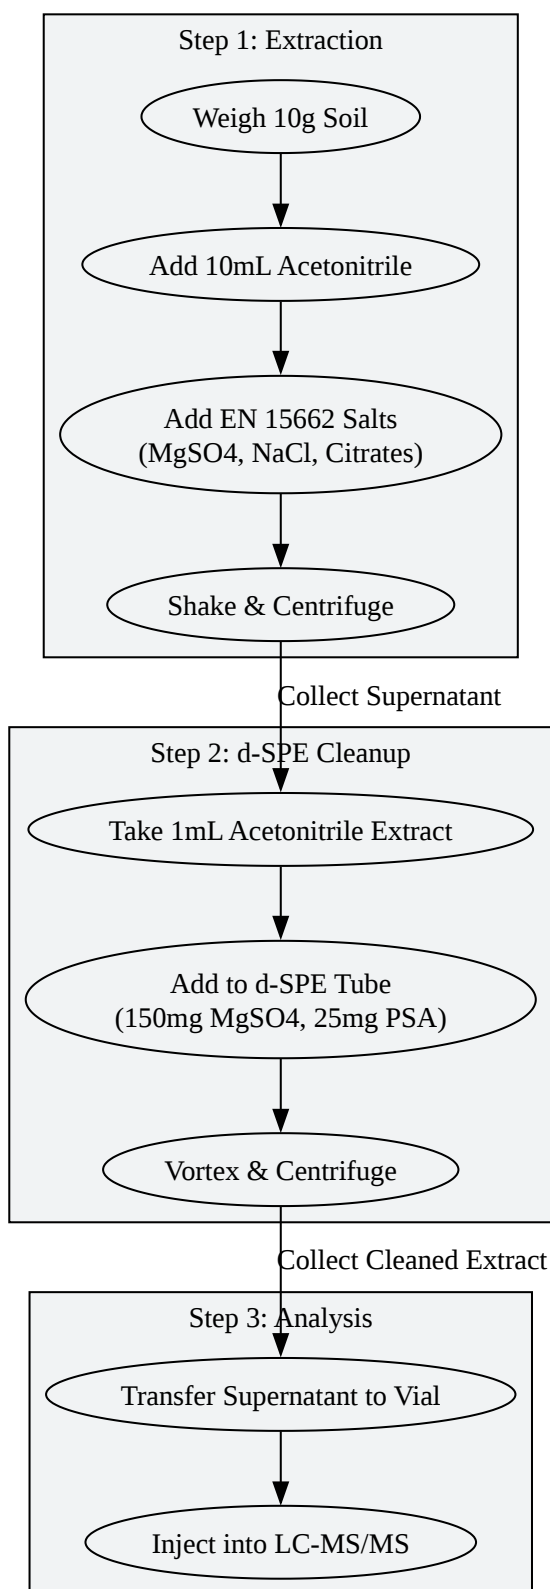 Step 1: Extraction
Weigh 10g Soil
Add 10mL Acetonitrile
Add EN 15662 Salts
(MgSO4, NaCl, Citrates)
Shake & Centrifuge
Collect Supernatant
Step 2: d-SPE Cleanup
Take 1mL Acetonitrile Extract
Add to d-SPE Tube
(150mg MgSO4, 25mg PSA)
Vortex & Centrifuge
Collect Cleaned Extract
Step 3: Analysis
Transfer Supernatant to Vial
Inject into LC-MS/MS